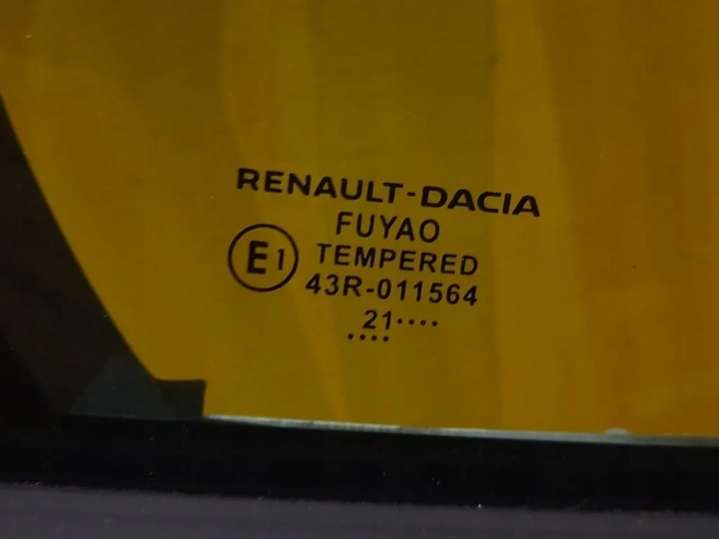 RENAULT-DACIA
FUYAO
E1
TEMPERED
43R-011564
21....
....